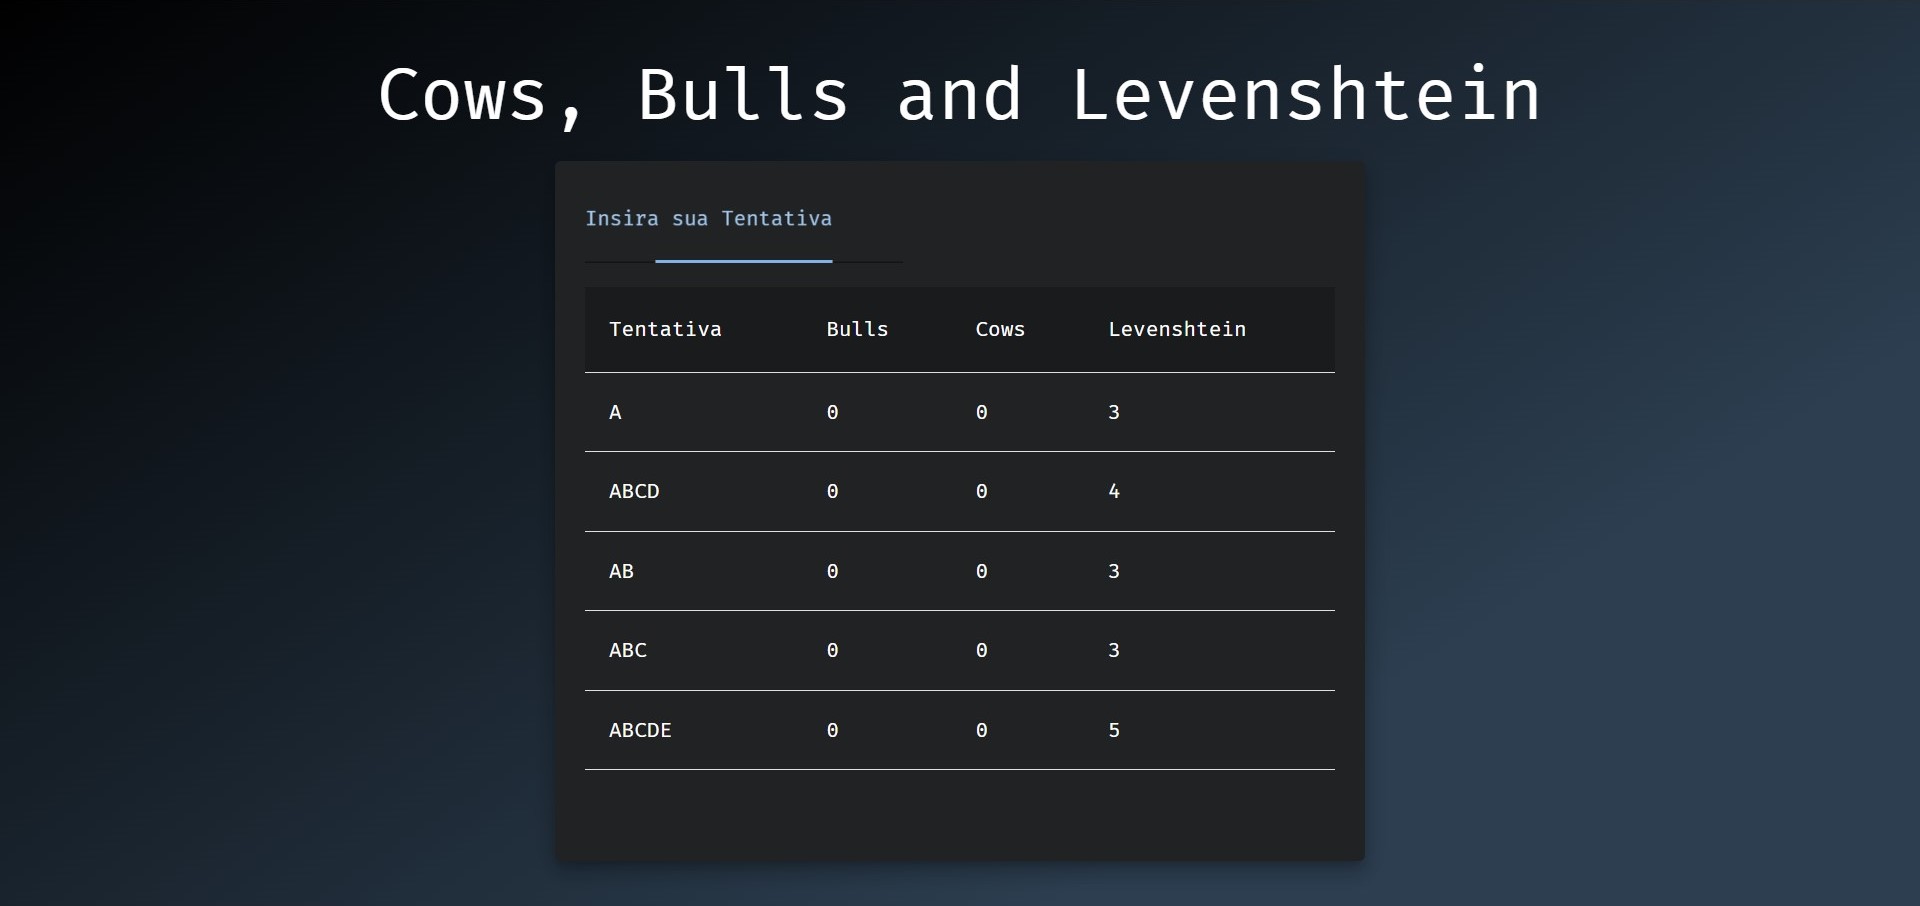 Cows, Bulls and Levenshtein
Insira sua Tentativa
Tentativa Bulls Cows Levenshtein
A 0 0 3
ABCD 0 0 4
AB 0 0 3
ABC 0 0 3
ABCDE 0 0 5